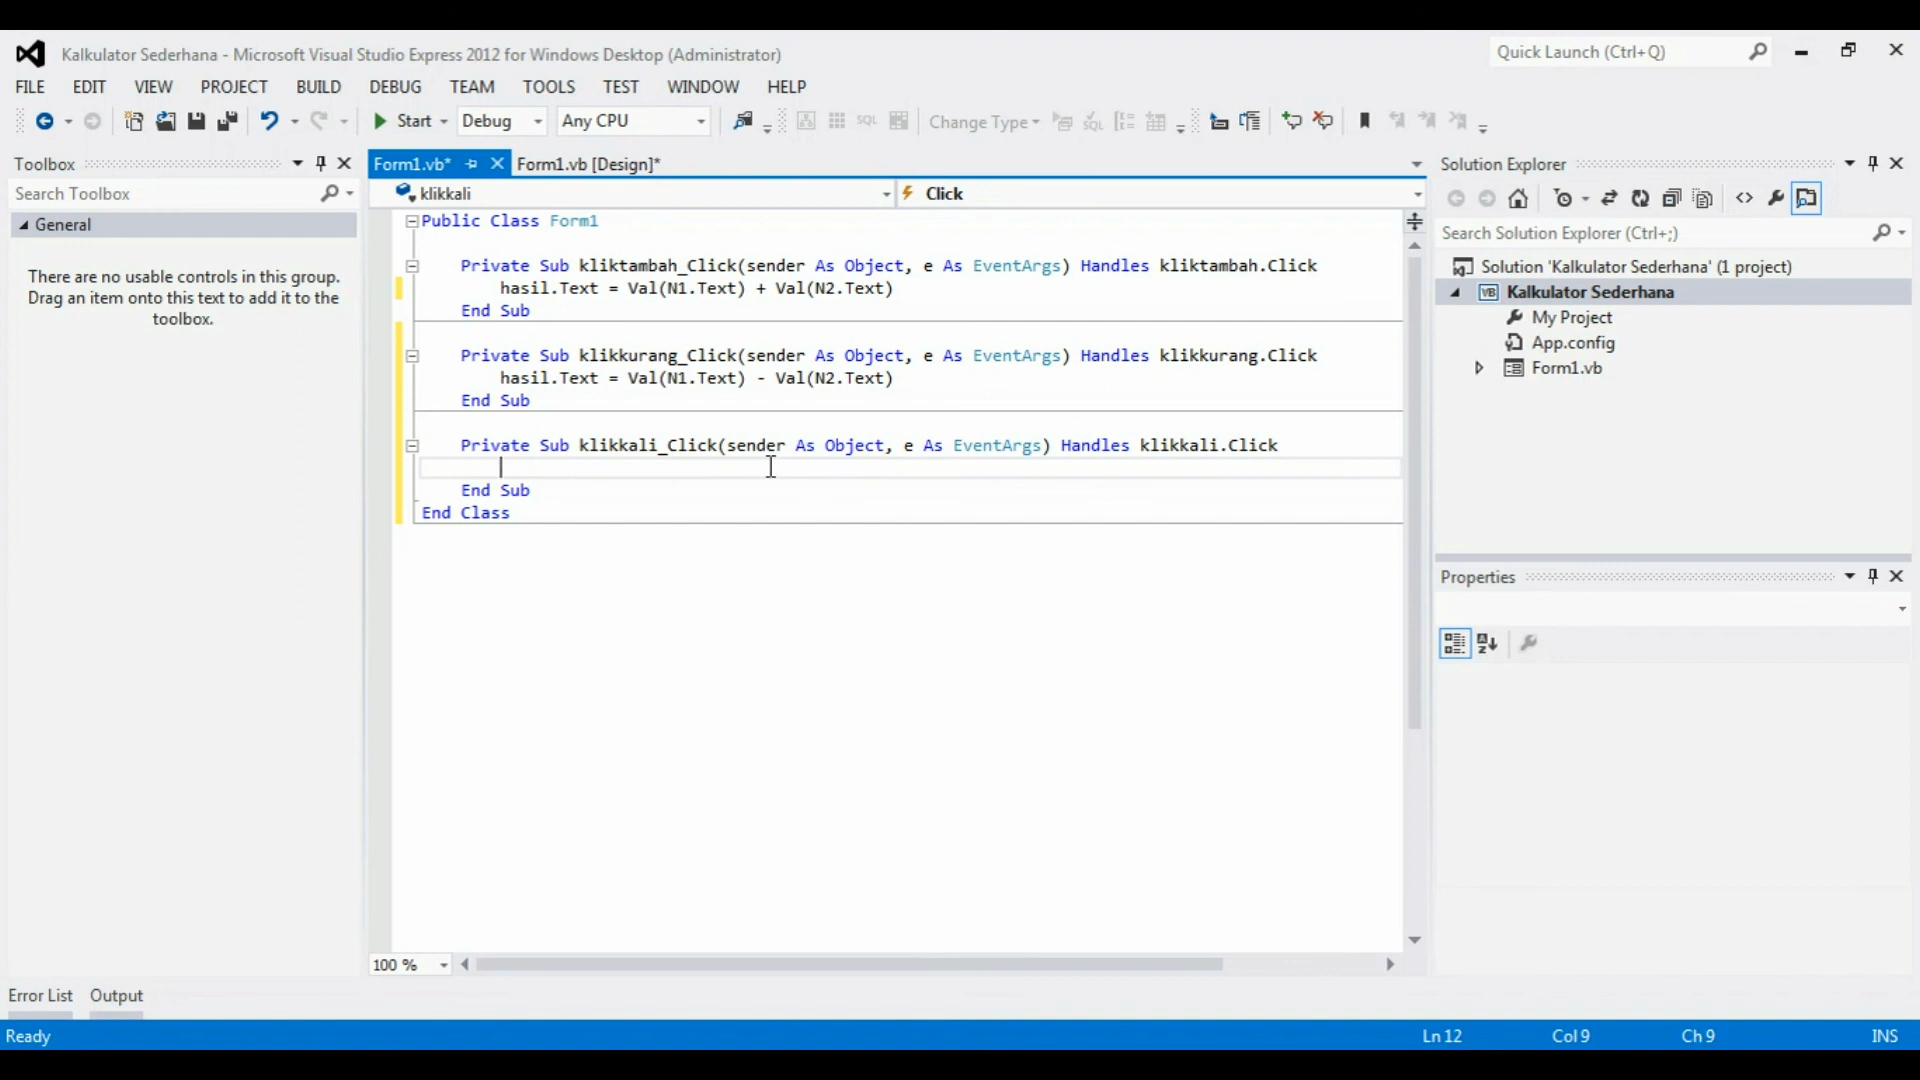 Kalkulator Sederhana - Microsoft Visual Studio Express 2012 for Windows Desktop (Administrator)
Quick Launch (Ctrl+Q)
FILE EDIT VIEW PROJECT BUILD DEBUG TEAM TOOLS TEST WINDOW HELP
Start Debug Any CPU SQL Change Type SQL
Toolbox
Search Toolbox
General
There are no usable controls in this group.
Drag an item onto this text to add it to the
toolbox.
Form1.vb* Form1.vb [Design]*
klikkali Click
Public Class Form1
Private Sub kliktambah_Click(sender As Object, e As EventArgs) Handles kliktambah.Click
hasil.Text = Val(N1.Text) + Val(N2.Text)
End Sub
Private Sub klikkurang_Click(sender As Object, e As EventArgs) Handles klikkurang.Click
hasil.Text = Val(N1.Text) - Val(N2.Text)
End Sub
Private Sub klikkali_Click(sender As Object, e As EventArgs) Handles klikkali.Click
End Sub
End Class
100 %
Solution Explorer
Search Solution Explorer (Ctrl+;)
Solution 'Kalkulator Sederhana' (1 project)
VB Kalkulator Sederhana
My Project
App.config
Form1.vb
Properties
Error List Output
Ready Ln 12 Col 9 Ch 9 INS